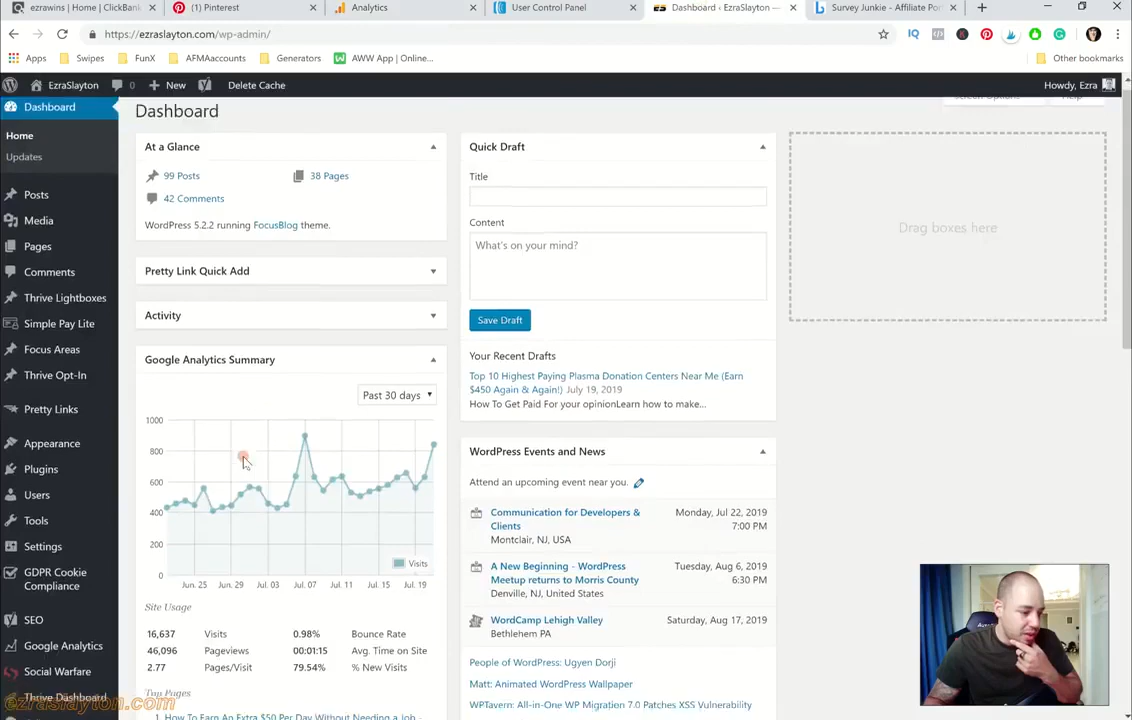 ezrawins | Home | ClickBank
(1) Pinterest
Analytics
User Control Panel
Dashboard ‹ EzraSlayton —
Survey Junkie - Affiliate Por
https://ezraslayton.com/wp-admin/
Apps
Swipes
FunX
AFMAaccounts
Generators
AWW App | Online...
Other bookmarks
EzraSlayton
0
New
Delete Cache
Howdy, Ezra
Dashboard
Home
Updates
Posts
Media
Pages
Comments
Thrive Lightboxes
Simple Pay Lite
Focus Areas
Thrive Opt-In
Pretty Links
Appearance
Plugins
Users
Tools
Settings
GDPR Cookie
Compliance
SEO
Google Analytics
Social Warfare
Thrive Dashboard
ezraslayton.com
Dashboard
At a Glance
99 Posts
38 Pages
42 Comments
WordPress 5.2.2 running FocusBlog theme.
Pretty Link Quick Add
Activity
Google Analytics Summary
Past 30 days
1000
800
600
400
200
0
Visits
Jun. 25 Jun. 29 Jul. 03 Jul. 07 Jul. 11 Jul. 15 Jul. 19
Site Usage
16,637 Visits 0.98% Bounce Rate
46,096 Pageviews 00:01:15 Avg. Time on Site
2.77 Pages/Visit 79.54% % New Visits
Top Pages
1. How To Earn An Extra $50 Per Day Without Needing a Job -
Quick Draft
Title
Content
What's on your mind?
Save Draft
Your Recent Drafts
Top 10 Highest Paying Plasma Donation Centers Near Me (Earn
$450 Again & Again!) July 19, 2019
How To Get Paid For your opinionLearn how to make...
WordPress Events and News
Attend an upcoming event near you.
Communication for Developers &
Clients
Montclair, NJ, USA
Monday, Jul 22, 2019
7:00 PM
A New Beginning - WordPress
Meetup returns to Morris County
Denville, NJ, United States
Tuesday, Aug 6, 2019
6:30 PM
WordCamp Lehigh Valley
Bethlehem PA
Saturday, Aug 17, 2019
People of WordPress: Ugyen Dorji
Matt: Animated WordPress Wallpaper
WPTavern: All-in-One WP Migration 7.0 Patches XSS Vulnerability
Screen Options
Help
Drag boxes here